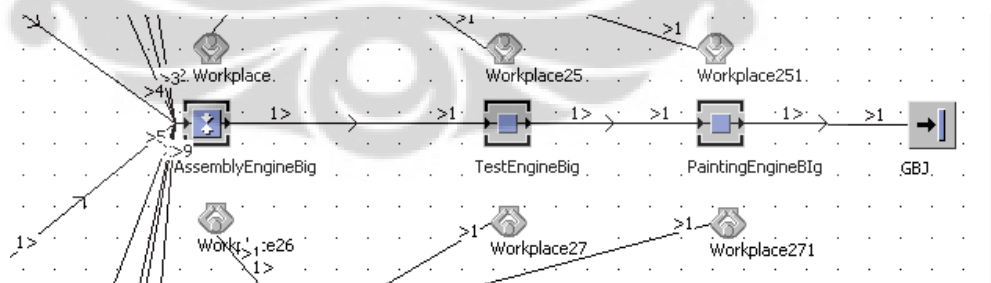 >1
>1
>3
2. Workplace.
Workplace25.
Workplace251.
>4
1>
>1
1>
>1
1>
>1
>5
>9
AssemblyEngineBig
TestEngineBig
PaintingEngineBIg
GBJ
1>
>1
1>
>1
Workplace27
>1
Workplace271